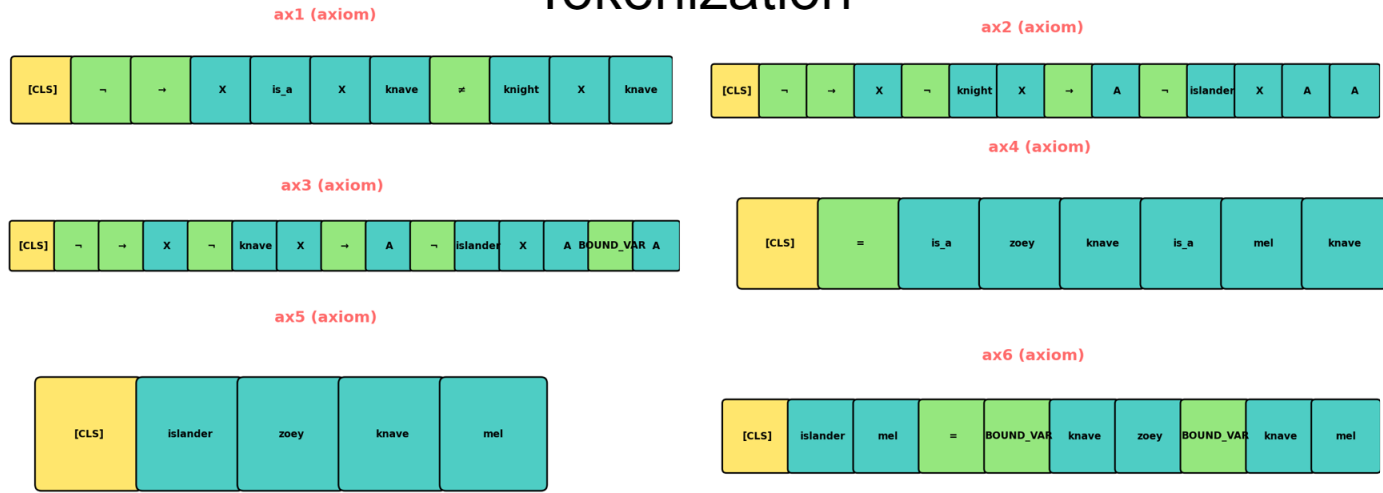 Tokenization
ax1 (axiom)
[CLS] ¬ → X is_a X knave ≠ knight X knave
ax2 (axiom)
[CLS] ¬ → X ¬ knight X → A ¬ islander X A A
ax3 (axiom)
[CLS] ¬ → X ¬ knave X → A ¬ islander X A BOUND_VAR A
ax4 (axiom)
[CLS] = is_a zoey knave is_a mel knave
ax5 (axiom)
[CLS] islander zoey knave mel
ax6 (axiom)
[CLS] islander mel = BOUND_VAR knave zoey BOUND_VAR knave mel